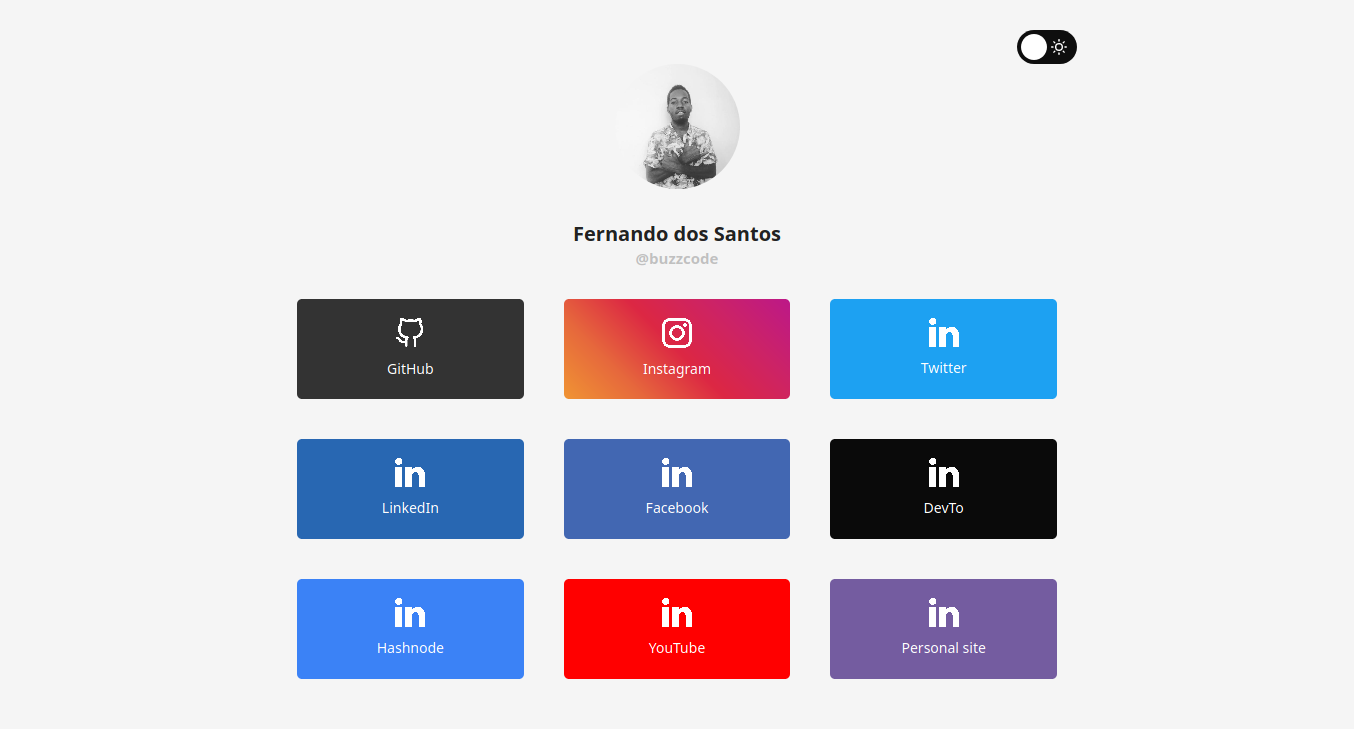 Fernando dos Santos
@buzzcode
GitHub
Instagram
in
Twitter
in
LinkedIn
in
Facebook
in
DevTo
in
Hashnode
in
YouTube
in
Personal site